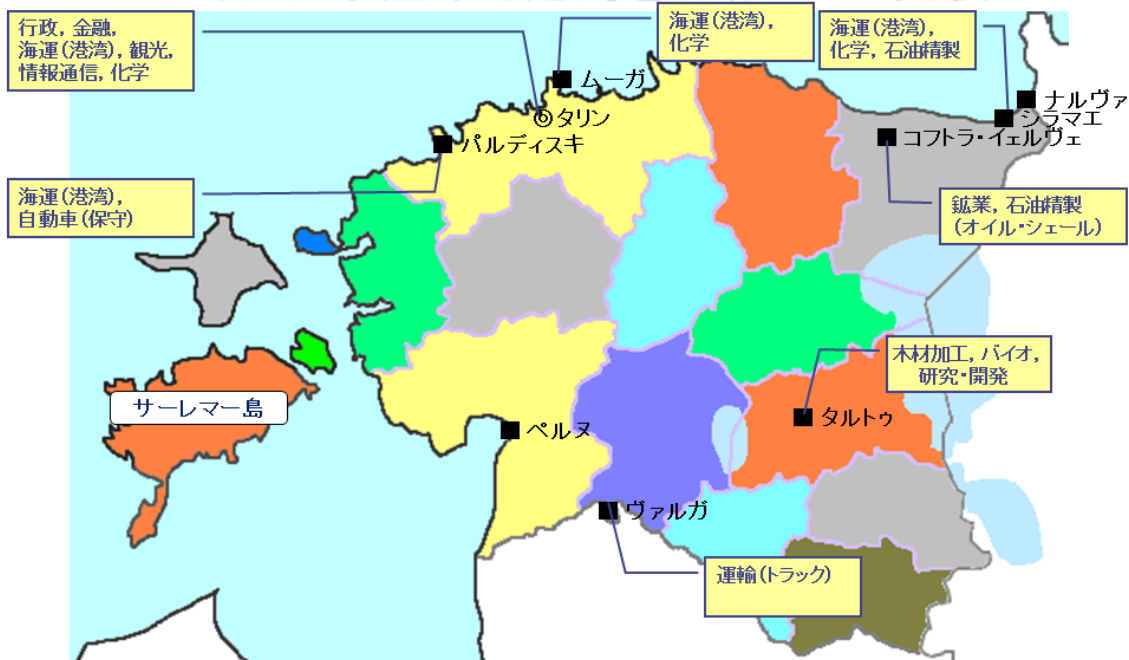 行政, 金融,
海運(港湾), 観光,
情報通信, 化学
海運(港湾),
化学
海運(港湾),
化学, 石油精製
ムーガ
タリン
パルディスキ
ナルヴァ
シラマエ
コフトラ・イェルヴェ
海運(港湾),
自動車(保守)
鉱業, 石油精製
(オイル・シェール)
木材加工, バイオ,
研究・開発
サーレマー島
タルトゥ
ペルヌ
ヴァルガ
運輸(トラック)